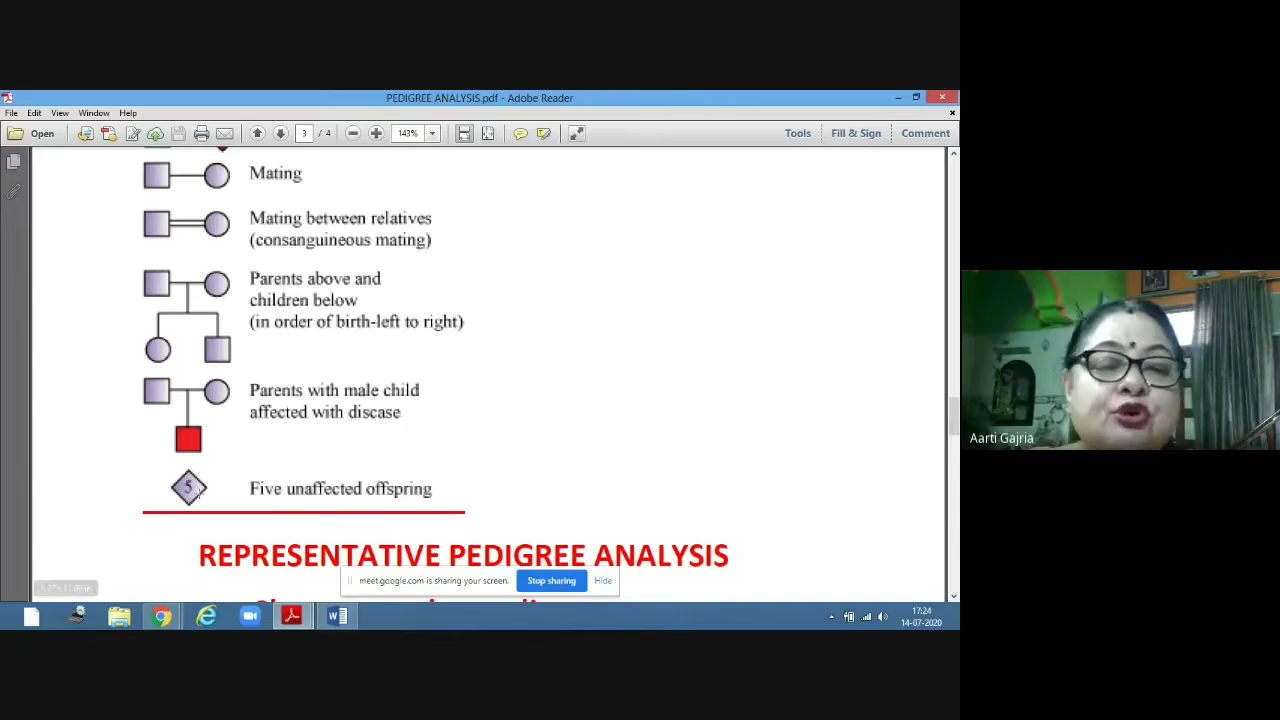 PEDIGREE ANALYSIS.pdf - Adobe Reader
File Edit View Window Help
Open 3 / 4 143% Tools Fill & Sign Comment
Mating
Mating between relatives
(consanguineous mating)
Parents above and
children below
(in order of birth-left to right)
Parents with male child
affected with discase
5 Five unaffected offspring
REPRESENTATIVE PEDIGREE ANALYSIS
meet.google.com is sharing your screen. Stop sharing Hide
17:24
14-07-2020
Aarti Gajria